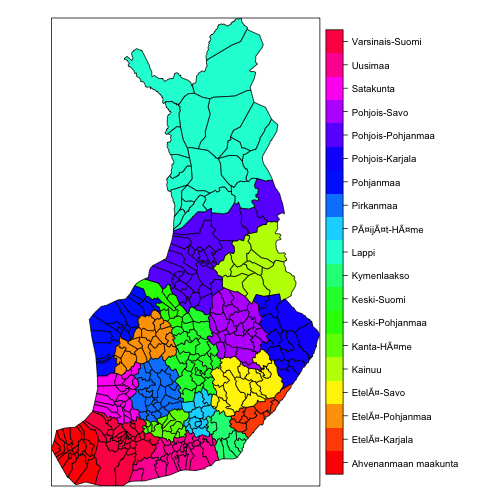 Varsinais-Suomi
Uusimaa
Satakunta
Pohjois-Savo
Pohjois-Pohjanmaa
Pohjois-Karjala
Pohjanmaa
Pirkanmaa
PÃ¤ijÃ¤t-HÃ¤me
Lappi
Kymenlaakso
Keski-Suomi
Keski-Pohjanmaa
Kanta-HÃ¤me
Kainuu
EtelÃ¤-Savo
EtelÃ¤-Pohjanmaa
EtelÃ¤-Karjala
Ahvenanmaan maakunta